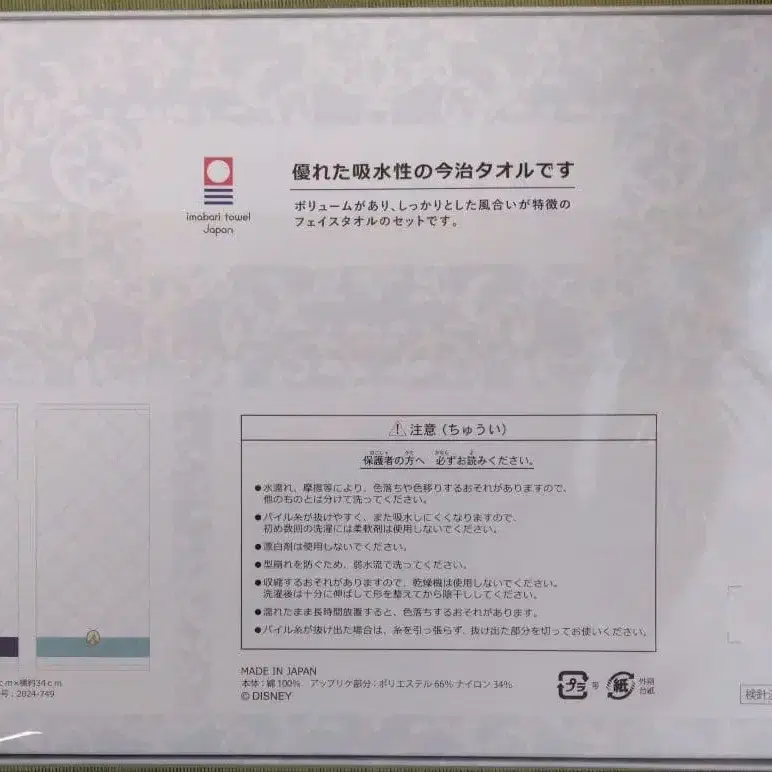 優れた吸水性の今治タオルです
imabari towel
Japan
ボリュームがあり、しっかりとした風合いが特徴の
フェイスタオルのセットです。
注意(ちゅうい)
保護者の方へ 必ずお読みください。
●水濡れ、摩擦等により、色落ちや色移りするおそれがありますので、
他のものとは分けて洗ってください。
●パイル糸が抜けやすく、また吸水しにくくなりますので、
初め数回の洗濯には柔軟剤は使用しないでください。
●漂白剤は使用しないでください。
●型崩れを防ぐため、弱水流で洗ってください。
●収縮するおそれがありますので、乾燥機は使用しないでください。
洗濯後は十分に伸ばして形を整えてから陰干ししてください。
●濡れたまま長時間放置すると、色落ちするおそれがあります。
●パイル糸が抜け出た場合は、糸を引っ張らず、抜け出た部分を切ってお使いください。
cm×横約34cm
号：2024-749
MADE IN JAPAN
本体：綿 100% アップリケ部分：ポリエステル 66% ナイロン 34%
© DISNEY
プラ 号
紙 外箱
台紙
検針